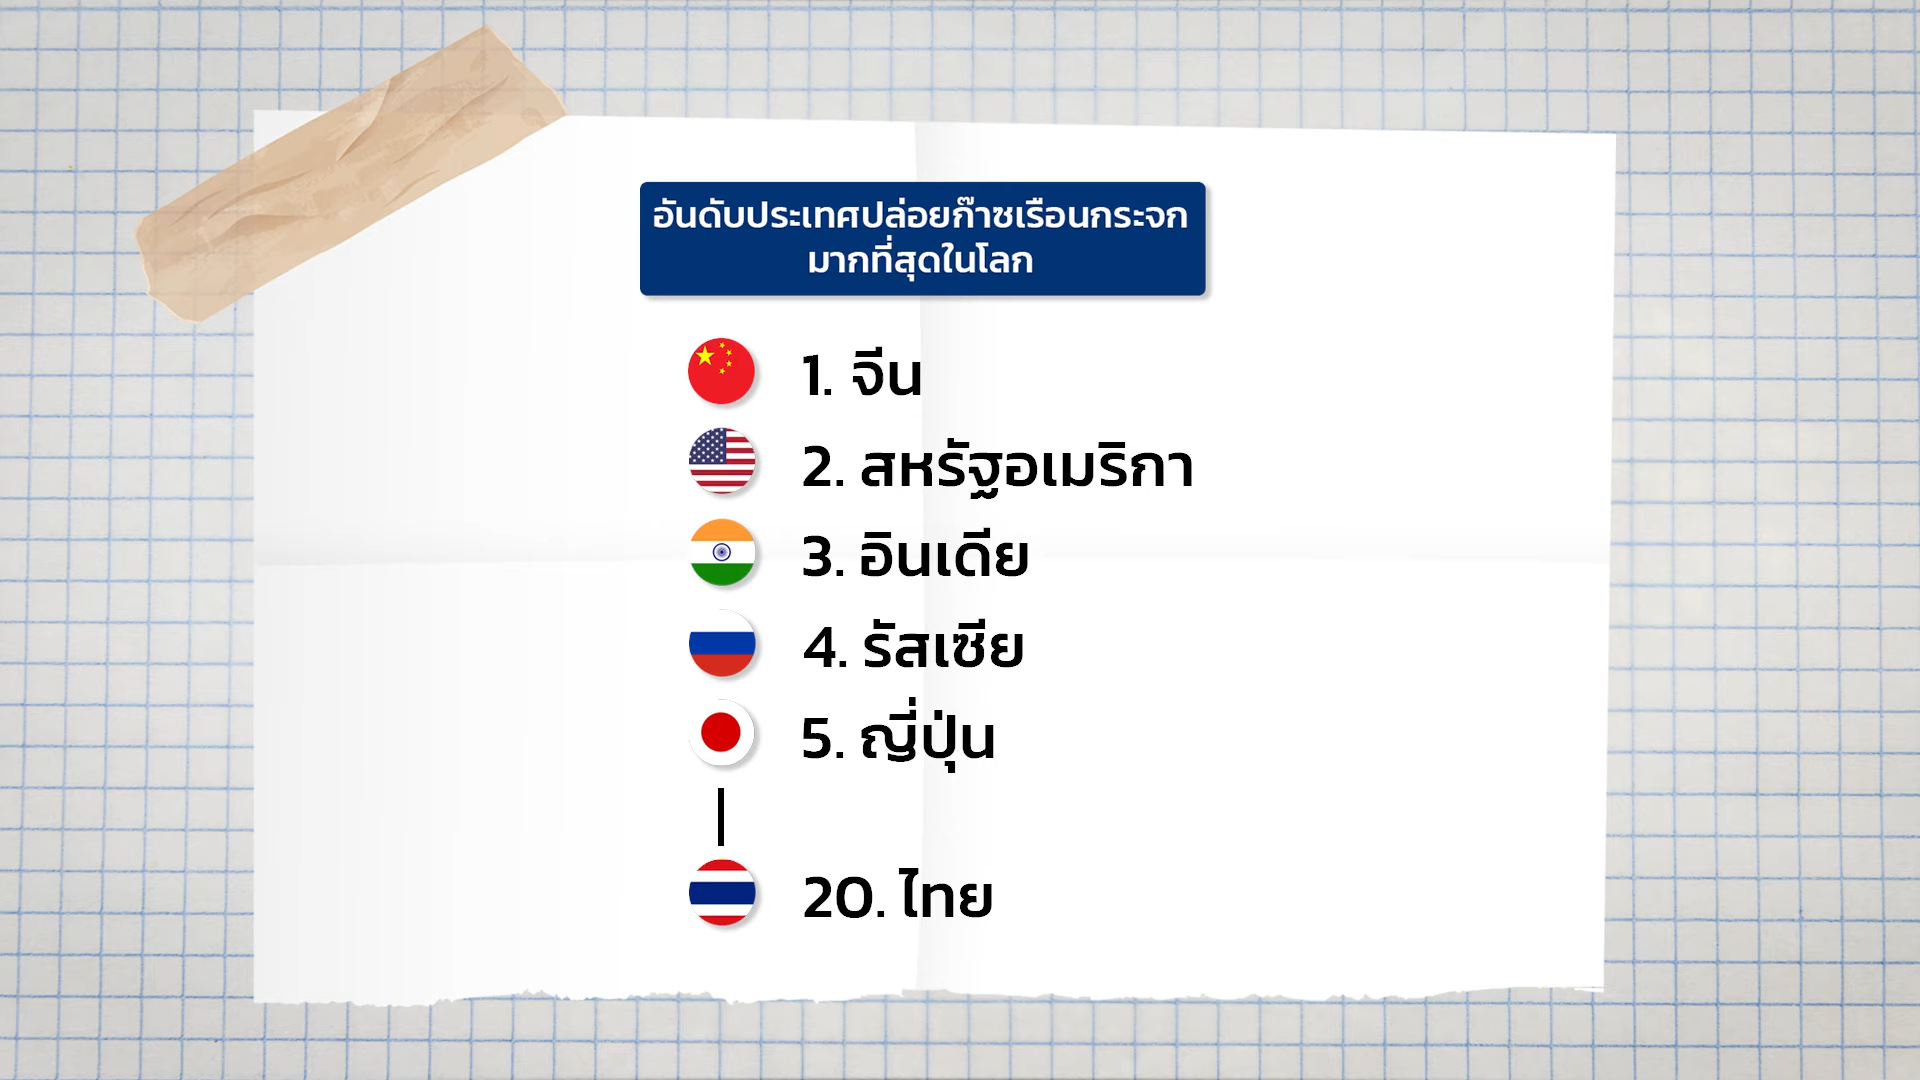 อันดับประเทศปล่อยก๊าซเรือนกระจก
มากที่สุดในโลก
1. จีน
2. สหรัฐอเมริกา
3. อินเดีย
4. รัสเซีย
5. ญี่ปุ่น
20. ไทย